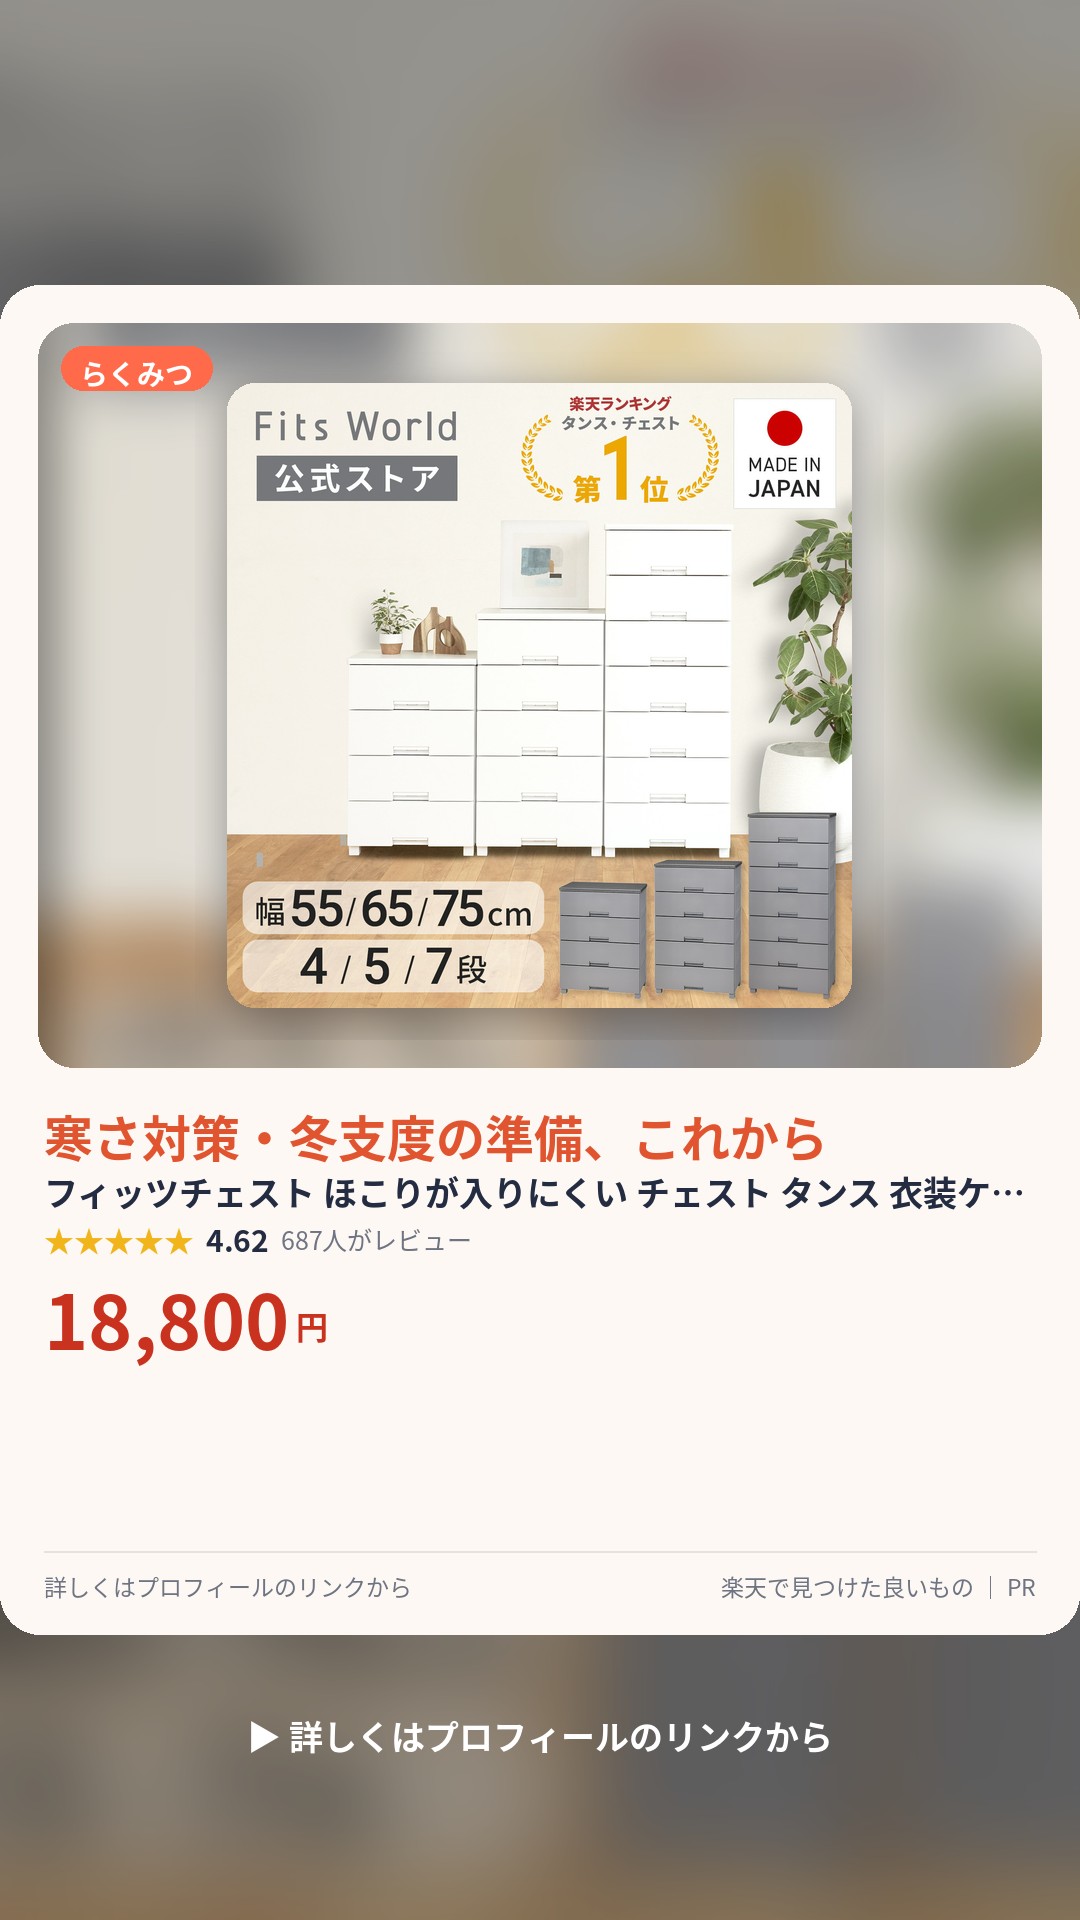 らくみつ
Fits World
公式ストア
楽天ランキング
タンス・チェスト
第1位
MADE IN
JAPAN
幅55/65/75cm
4/5/7段
寒さ対策・冬支度の準備、これから
フィッツチェスト ほこりが入りにくい チェスト タンス 衣装ケ…
★★★★★ 4.62 687人がレビュー
18,800円
詳しくはプロフィールのリンクから
楽天で見つけた良いもの｜PR
▶ 詳しくはプロフィールのリンクから